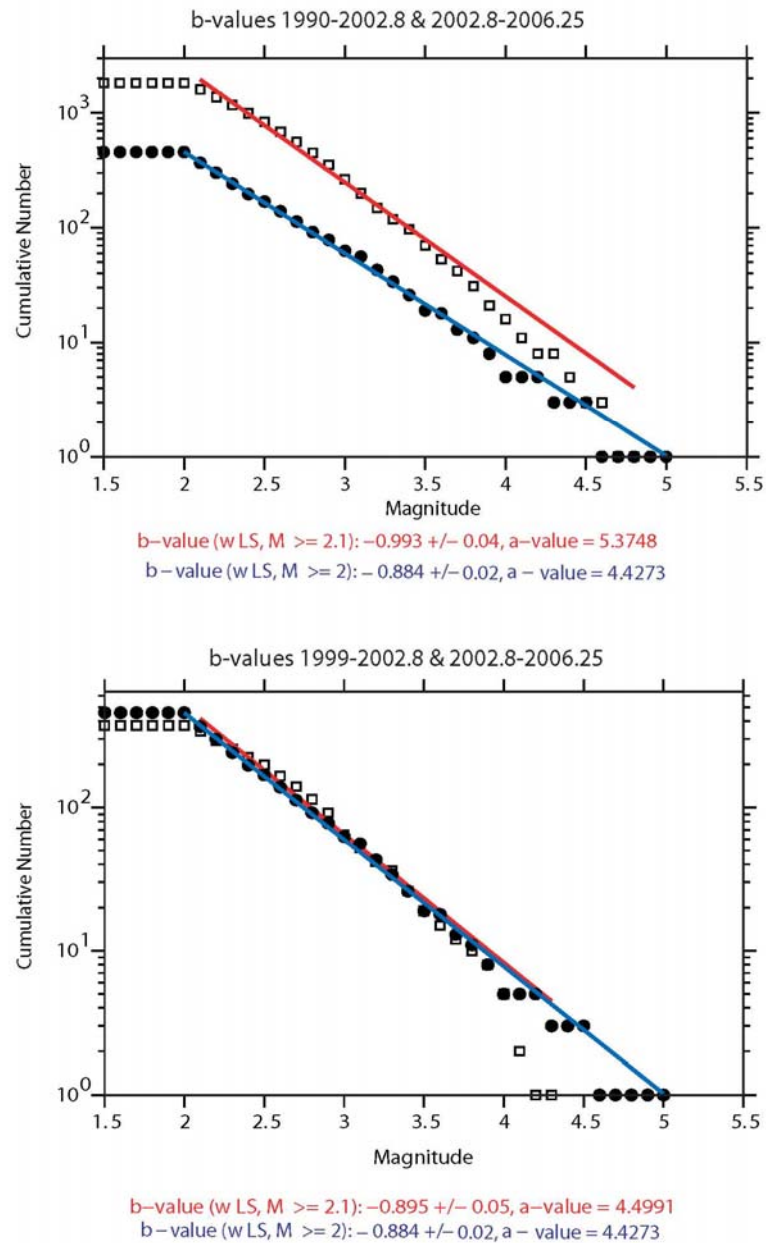 b-values 1990-2002.8 & 2002.8-2006.25
Cumulative Number
10³
10²
10¹
10⁰
1.5 2 2.5 3 3.5 4 4.5 5 5.5
Magnitude
b-value (w LS, M >= 2.1): -0.993 +/- 0.04, a-value = 5.3748
b - value (w LS, M >= 2): - 0.884 +/- 0.02, a - value = 4.4273
b-values 1999-2002.8 & 2002.8-2006.25
Cumulative Number
10²
10¹
10⁰
1.5 2 2.5 3 3.5 4 4.5 5 5.5
Magnitude
b-value (w LS, M >= 2.1): -0.895 +/- 0.05, a-value = 4.4991
b - value (w LS, M >= 2): - 0.884 +/- 0.02, a - value = 4.4273